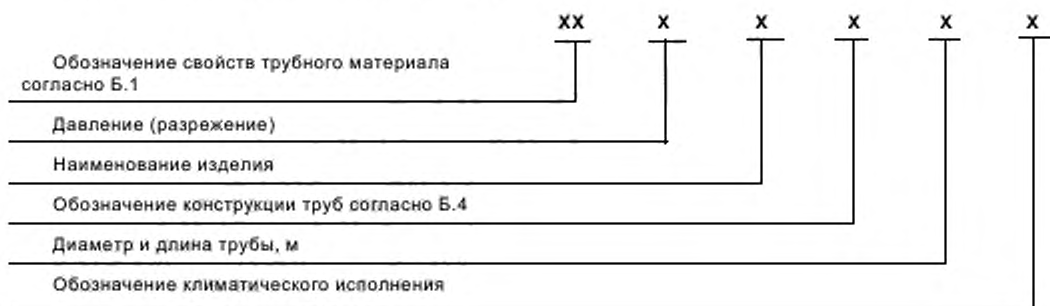 XX X X X X X
Обозначение свойств трубного материала
согласно Б.1
Давление (разрежение)
Наименование изделия
Обозначение конструкции труб согласно Б.4
Диаметр и длина трубы, м
Обозначение климатического исполнения